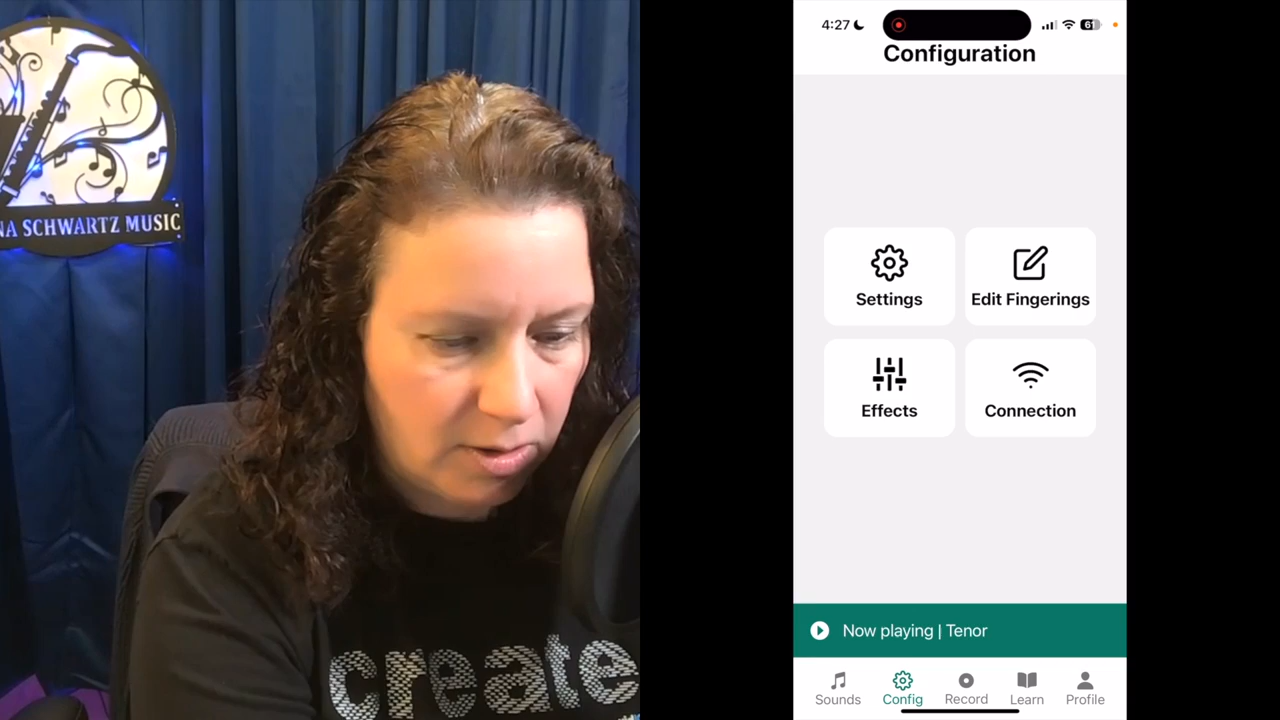 NA SCHWARTZ MUSIC
create
4:27
61
Configuration
Settings
Edit Fingerings
Effects
Connection
Now playing | Tenor
Sounds
Config
Record
Learn
Profile